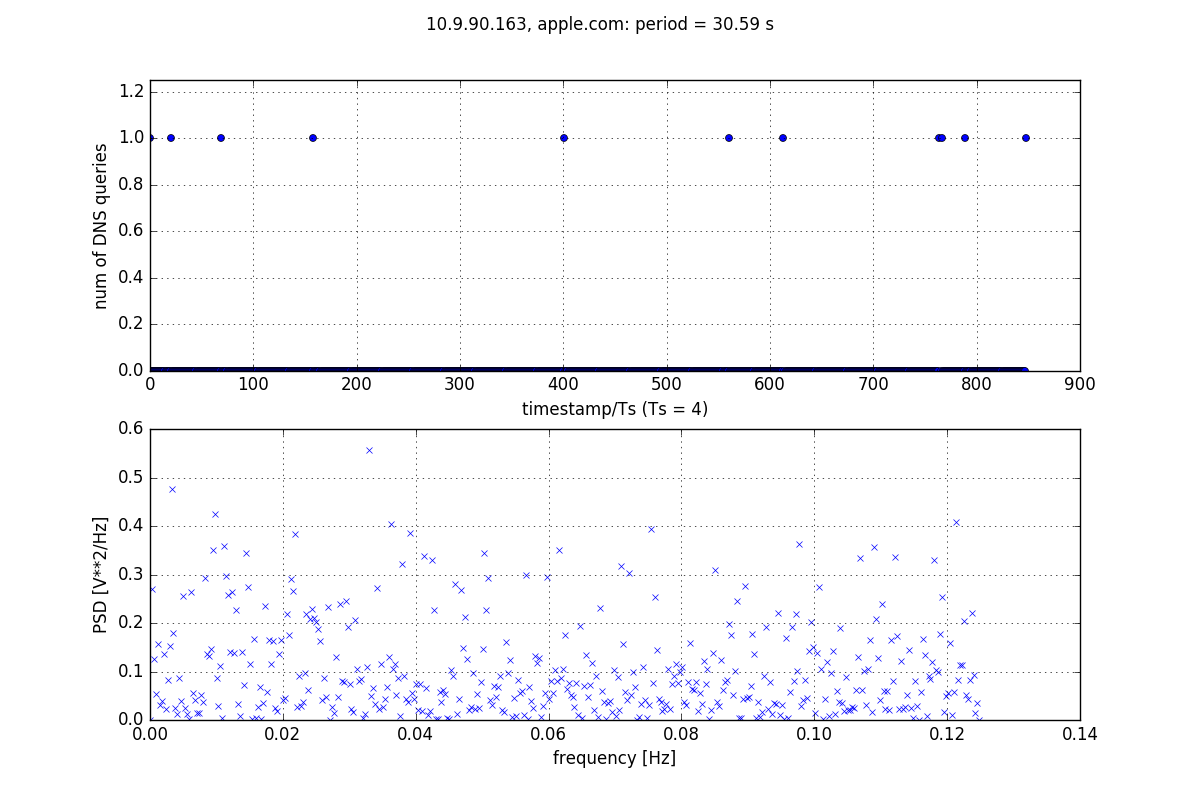 10.9.90.163, apple.com: period = 30.59 s
num of DNS queries
1.2
1.0
0.8
0.6
0.4
0.2
0.0
0 100 200 300 400 500 600 700 800 900
timestamp/Ts (Ts = 4)
PSD [V**2/Hz]
0.6
0.5
0.4
0.3
0.2
0.1
0.0
0.00 0.02 0.04 0.06 0.08 0.10 0.12 0.14
frequency [Hz]